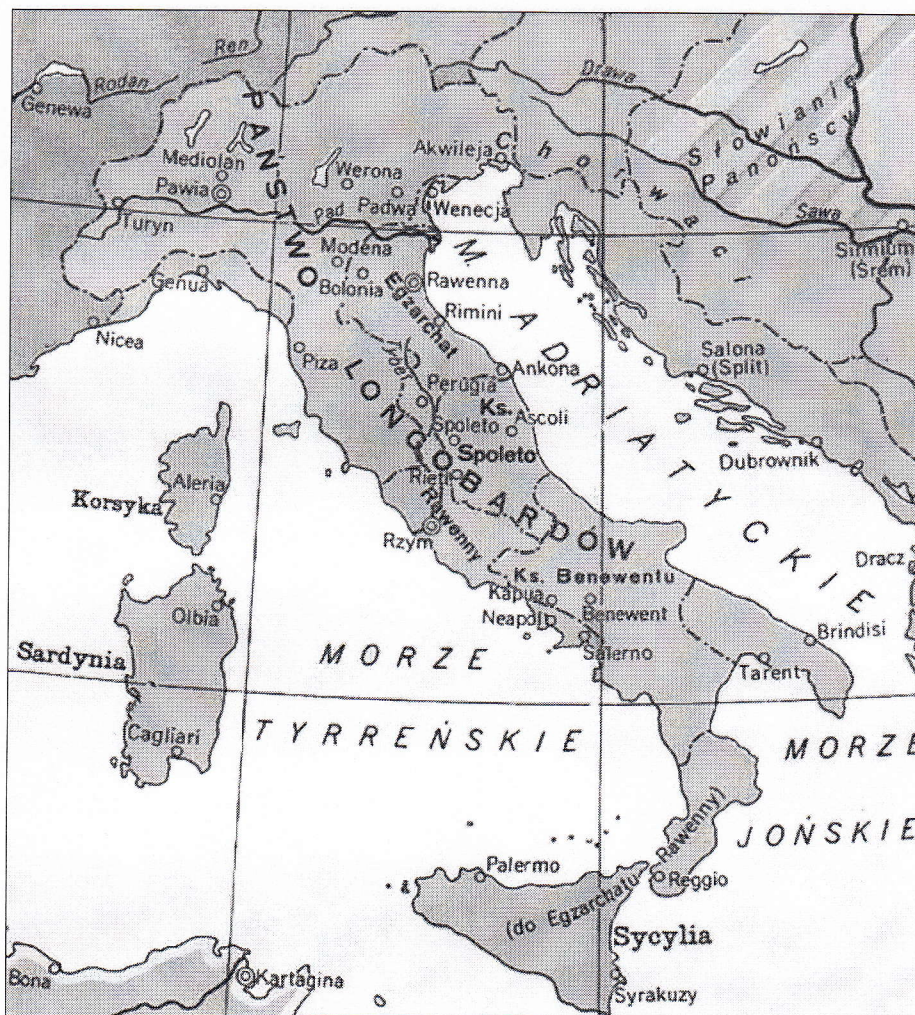 Ren
Rodan
Genewa
Drawa
Słowianie
Panońscy
PAŃSTWO
LONGOBARDÓW
Mediolan
Pawia
Werona
Padwa
Akwileja
Wenecja
Chorwaci
Sawa
Turyn
Pad
Sirmium
(Srem)
Modena
Bolonia
Genua
Egzarchat
Rawenny
Rawenna
Rimini
Nicea
M. ADRIATYCKIE
Piza
Ankona
Salona
(Split)
Perugia
Ks.
Spoleto
Ascoli
Spoleto
Dubrownik
Aleria
Korsyka
Rieti
Rzym
Dracz
Ks. Benewentu
Kapua
Benewent
Neapol
Olbia
Salerno
Brindisi
Tarent
Sardynia
MORZE
TYRREŃSKIE
Cagliari
MORZE
JOŃSKIE
Palermo
Reggio
(do Egzarchatu Rawenny)
Sycylia
Bona
Kartagina
Syrakuzy